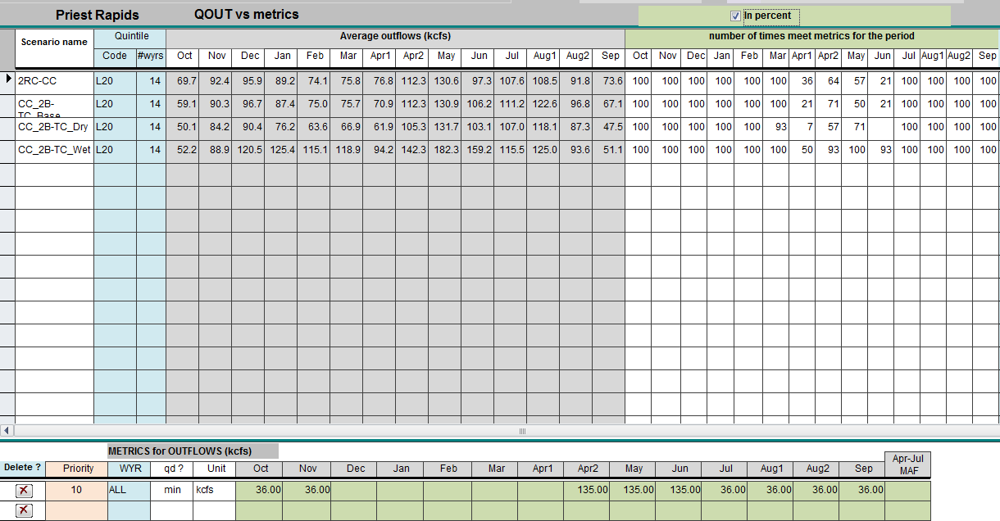 Priest Rapids QOUT vs metrics In percent
Scenario name Quintile Average outflows (kcfs) number of times meet metrics for the period
Code #wyrs Oct Nov Dec Jan Feb Mar Apr1 Apr2 May Jun Jul Aug1 Aug2 Sep Oct Nov Dec Jan Feb Mar Apr1 Apr2 May Jun Jul Aug1 Aug2 Sep
2RC-CC L20 14 69.7 92.4 95.9 89.2 74.1 75.8 76.8 112.3 130.6 97.3 107.6 108.5 91.8 73.6 100 100 100 100 100 100 36 64 57 21 100 100 100 100
CC_2B- L20 14 59.1 90.3 96.7 87.4 75.0 75.7 70.9 112.3 130.9 106.2 111.2 122.6 96.8 67.1 100 100 100 100 100 100 21 71 50 21 100 100 100 100
TC_Base
CC_2B-TC_Dry L20 14 50.1 84.2 90.4 76.2 63.6 66.9 61.9 105.3 131.7 103.1 107.0 118.1 87.3 47.5 100 100 100 100 100 93 7 57 71 100 100 100 100
CC_2B-TC_Wet L20 14 52.2 88.9 120.5 125.4 115.1 118.9 94.2 142.3 182.3 159.2 115.5 125.0 93.6 51.1 100 100 100 100 100 100 50 93 100 93 100 100 100 100
METRICS for OUTFLOWS (kcfs)
Delete ? Priority WYR qd ? Unit Oct Nov Dec Jan Feb Mar Apr1 Apr2 May Jun Jul Aug1 Aug2 Sep Apr-Jul
MAF
10 ALL min kcfs 36.00 36.00 135.00 135.00 135.00 36.00 36.00 36.00 36.00